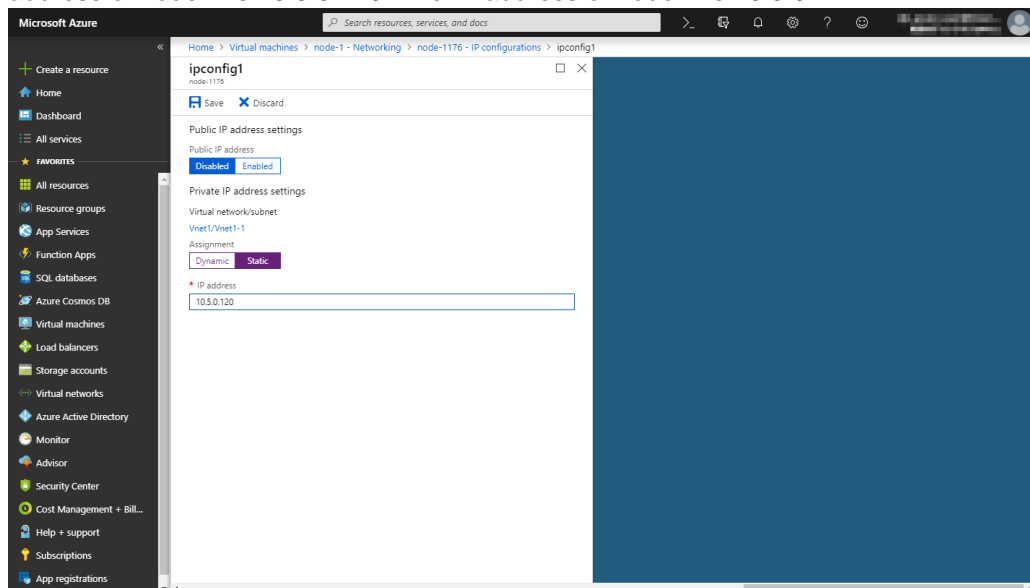 Microsoft Azure
Search resources, services, and docs
Home > Virtual machines > node-1 - Networking > node-1176 - IP configurations > ipconfig1
Create a resource
Home
Dashboard
All services
FAVORITES
All resources
Resource groups
App Services
Function Apps
SQL databases
Azure Cosmos DB
Virtual machines
Load balancers
Storage accounts
Virtual networks
Azure Active Directory
Monitor
Advisor
Security Center
Cost Management + Bill...
Help + support
Subscriptions
App registrations
ipconfig1
node-1176
Save Discard
Public IP address settings
Public IP address
Disabled Enabled
Private IP address settings
Virtual network/subnet
Vnet1/Vnet1-1
Assignment
Dynamic Static
* IP address
10.5.0.120